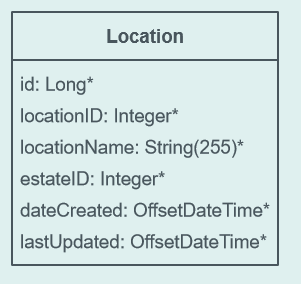 Location
id: Long*
locationID: Integer*
locationName: String(255)*
estateID: Integer*
dateCreated: OffsetDateTime*
lastUpdated: OffsetDateTime*